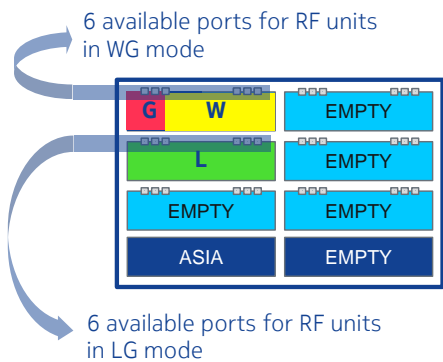 6 available ports for RF units
in WG mode
G W EMPTY
L EMPTY
EMPTY EMPTY
ASIA EMPTY
6 available ports for RF units
in LG mode